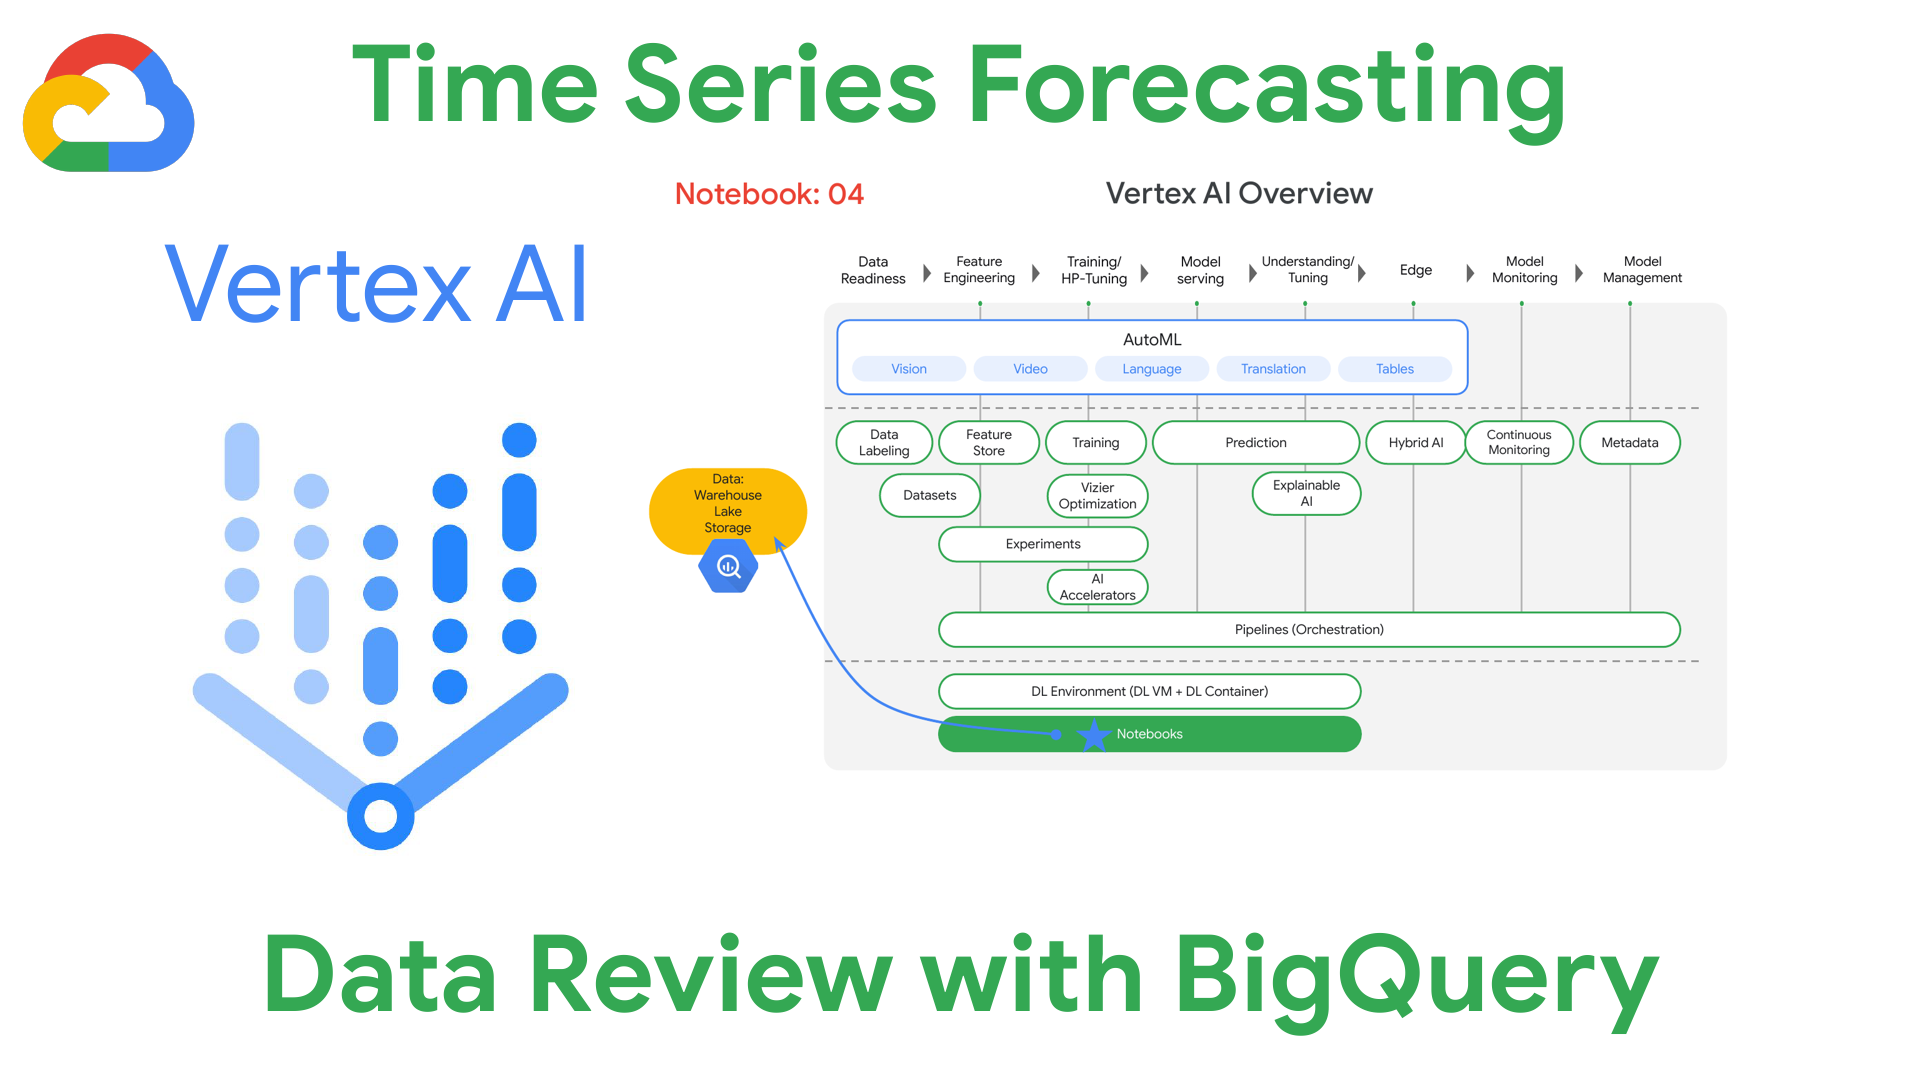 Time Series Forecasting
Notebook: 04
Vertex AI Overview
Vertex AI
Data
Readiness
Feature
Engineering
Training/
HP-Tuning
Model
serving
Understanding/
Tuning
Edge
Model
Monitoring
Model
Management
AutoML
Vision
Video
Language
Translation
Tables
Data
Labeling
Feature
Store
Training
Prediction
Hybrid AI
Continuous
Monitoring
Metadata
Data:
Warehouse
Lake
Storage
Datasets
Vizier
Optimization
Explainable
AI
Experiments
AI
Accelerators
Pipelines (Orchestration)
DL Environment (DL VM + DL Container)
Notebooks
Data Review with BigQuery